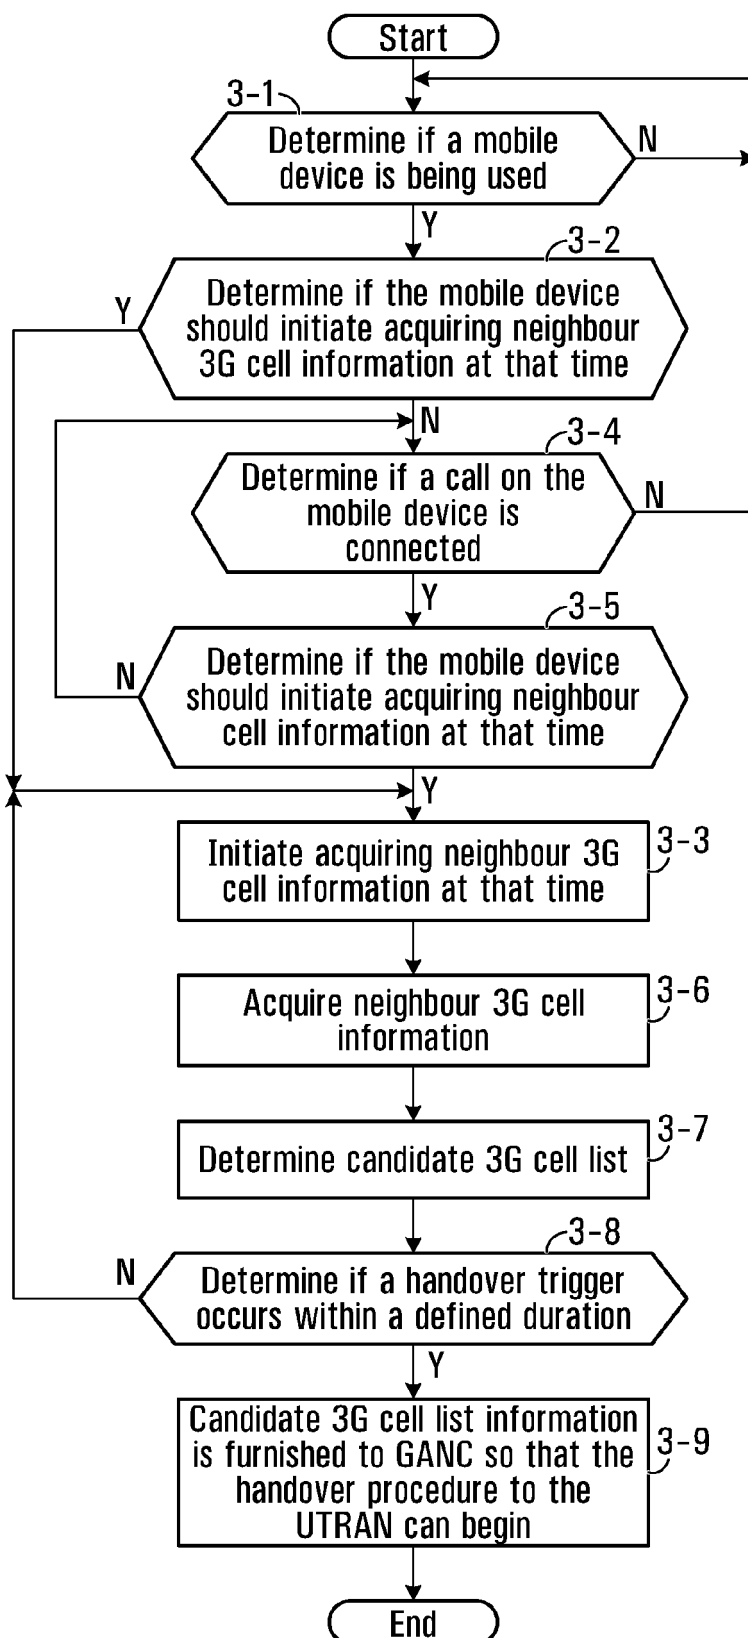 Start
3-1
Determine if a mobile
device is being used
N
Y
3-2
Determine if the mobile device
should initiate acquiring neighbour
3G cell information at that time
Y
N
3-4
Determine if a call on the
mobile device is
connected
N
Y
3-5
Determine if the mobile device
should initiate acquiring neighbour
cell information at that time
N
Y
Initiate acquiring neighbour 3G
cell information at that time
3-3
Acquire neighbour 3G cell
information
3-6
Determine candidate 3G cell list
3-7
3-8
Determine if a handover trigger
occurs within a defined duration
N
Y
Candidate 3G cell list information
is furnished to GANC so that the
handover procedure to the
UTRAN can begin
3-9
End